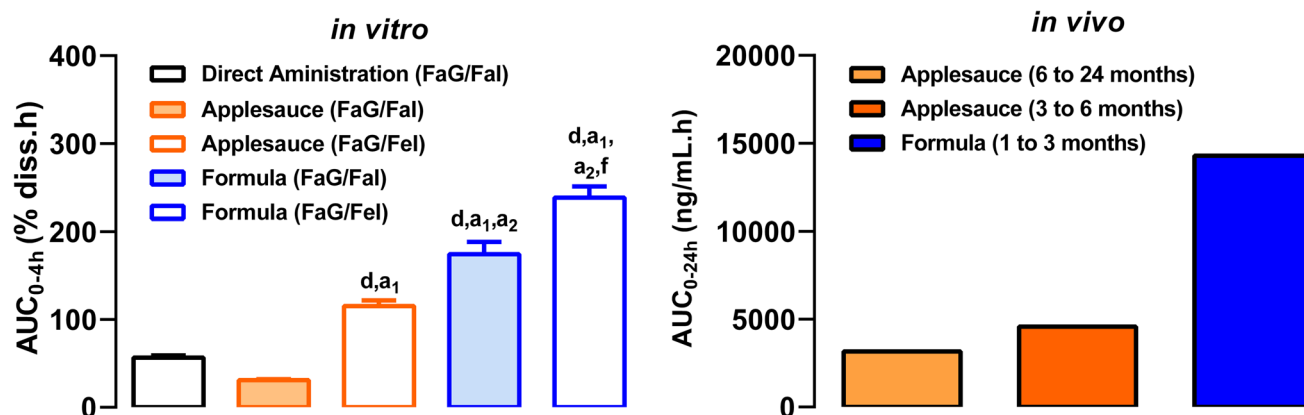 in vitro
400
300
200
100
0
AUC0-4h (% diss.h)
Direct Aministration (FaG/FaI)
Applesauce (FaG/FaI)
Applesauce (FaG/FeI)
Formula (FaG/FaI)
Formula (FaG/FeI)
d,a1
d,a1,a2
d,a1,
a2,f
in vivo
20000
15000
10000
5000
0
AUC0-24h (ng/mL.h)
Applesauce (6 to 24 months)
Applesauce (3 to 6 months)
Formula (1 to 3 months)